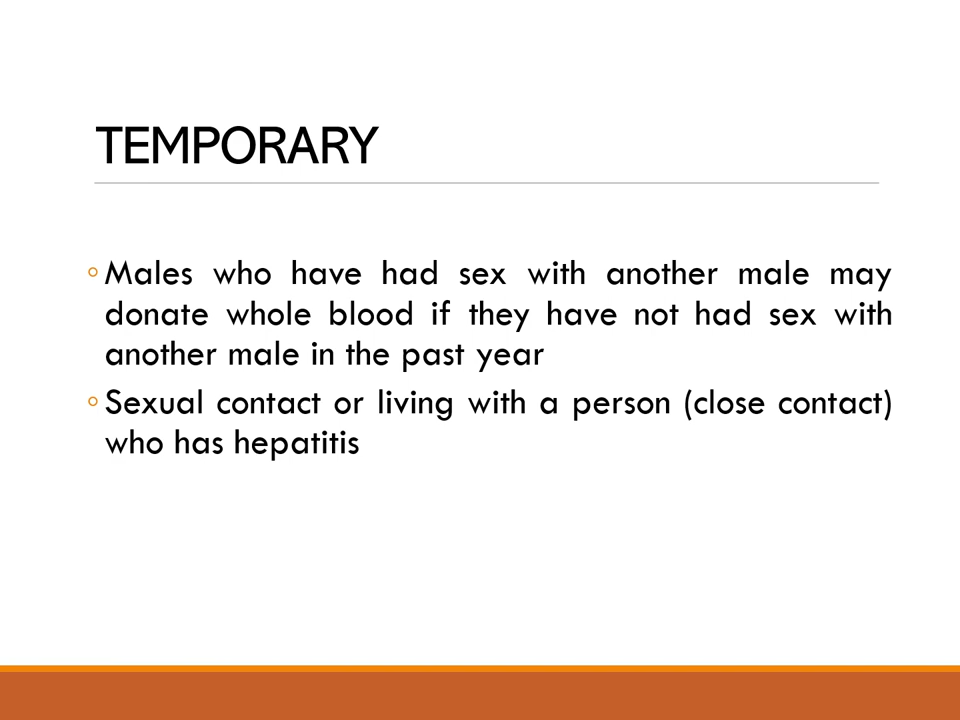 TEMPORARY
◦Males who have had sex with another male may
donate whole blood if they have not had sex with
another male in the past year
◦Sexual contact or living with a person (close contact)
who has hepatitis